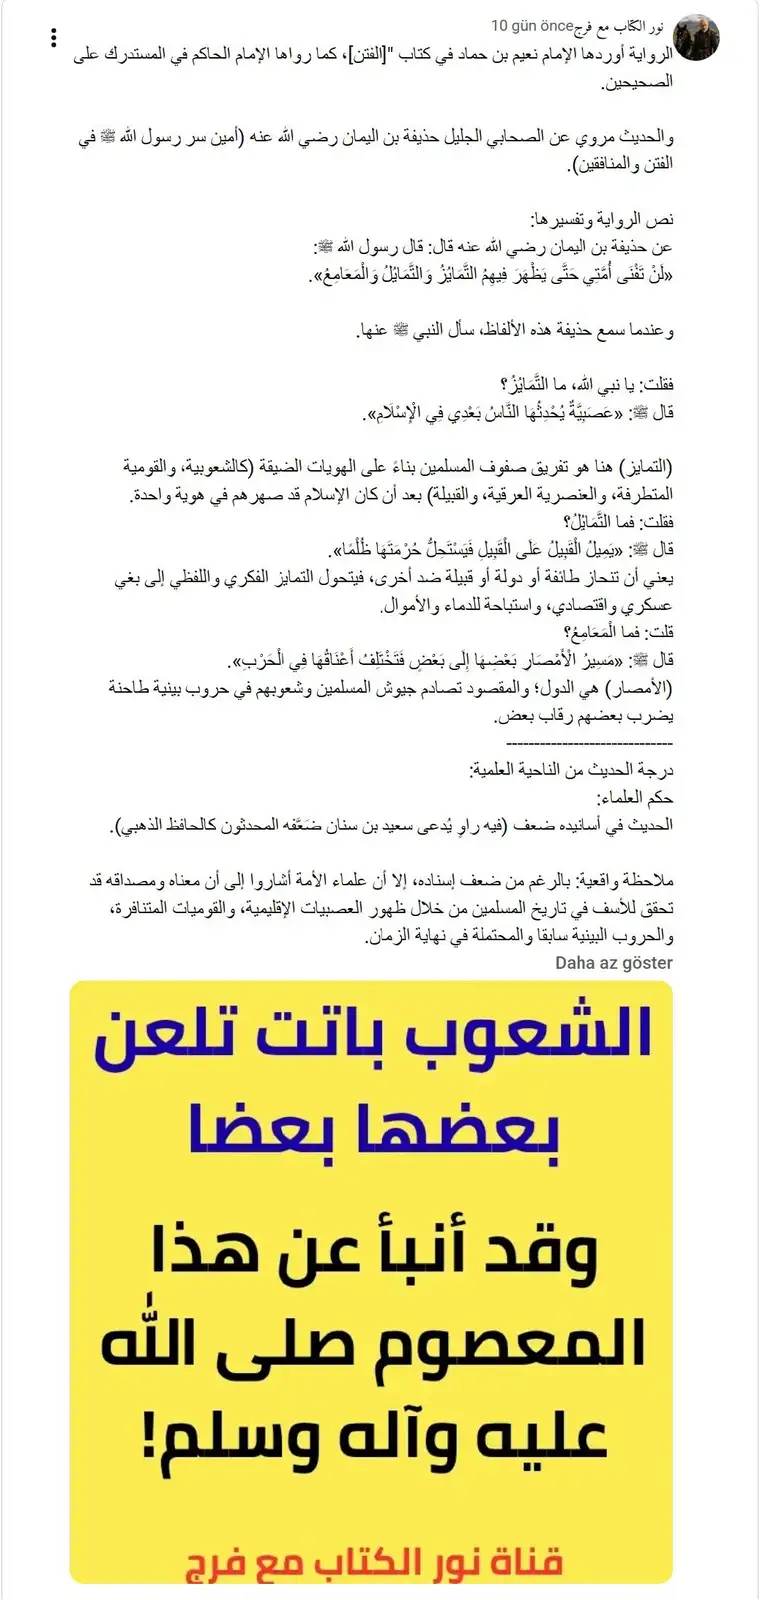 نور الكتاب مع فرج 10 gün önce
الرواية أوردها الإمام نعيم بن حماد في كتاب "[الفتن]، كما رواها الإمام الحاكم في المستدرك على
الصحيحين.
والحديث مروي عن الصحابي الجليل حذيفة بن اليمان رضي الله عنه (أمين سر رسول الله ﷺ في
الفتن والمنافقين).
نص الرواية وتفسيرها:
عن حذيفة بن اليمان رضي الله عنه قال: قال رسول الله ﷺ:
«لَنْ تَفْنَى أُمَّتِي حَتَّى يَظْهَرَ فِيهِمُ التَّمَايُزُ وَالتَّمَايُلُ وَالْمَعَامِعُ».
وعندما سمع حذيفة هذه الألفاظ، سأل النبي ﷺ عنها.
فقلت: يا نبي الله، ما التَّمَايُزُ؟
قال ﷺ: «عَصَبِيَّةٌ يُحْدِثُهَا النَّاسُ بَعْدِي فِي الْإِسْلَامِ».
(التمايز) هنا هو تفريق صفوف المسلمين بناءً على الهويات الضيقة (كالشعوبية، والقومية
المتطرفة، والعنصرية العرقية، والقبيلة) بعد أن كان الإسلام قد صهرهم في هوية واحدة.
فقلت: فما التَّمَايُلُ؟
قال ﷺ: «يَمِيلُ الْقَبِيلُ عَلَى الْقَبِيلِ فَيَسْتَحِلُّ حُرْمَتَهَا ظُلْمًا».
يعني أن تنحاز طائفة أو دولة أو قبيلة ضد أخرى، فيتحول التمايز الفكري واللفظي إلى بغي
عسكري واقتصادي، واستباحة للدماء والأموال.
قلت: فما الْمَعَامِعُ؟
قال ﷺ: «مَسِيرُ الْأَمْصَارِ بَعْضِهَا إِلَى بَعْضٍ فَتَخْتَلِفُ أَعْنَاقُهَا فِي الْحَرْبِ».
(الأمصار) هي الدول؛ والمقصود تصادم جيوش المسلمين وشعوبهم في حروب بينية طاحنة
يضرب بعضهم رقاب بعض.
------------------------------
درجة الحديث من الناحية العلمية:
حكم العلماء:
الحديث في أسانيده ضعف (فيه راوٍ يُدعى سعيد بن سنان ضَعَّفه المحدثون كالحافظ الذهبي).
ملاحظة واقعية: بالرغم من ضعف إسناده، إلا أن علماء الأمة أشاروا إلى أن معناه ومصداقه قد
تحقق للأسف في تاريخ المسلمين من خلال ظهور العصبيات الإقليمية، والقوميات المتنافرة،
والحروب البينية سابقا والمحتملة في نهاية الزمان.
Daha az göster
الشعوب باتت تلعن
بعضها بعضا
وقد أنبأ عن هذا
المعصوم صلى الله
عليه وآله وسلم!
قناة نور الكتاب مع فرج